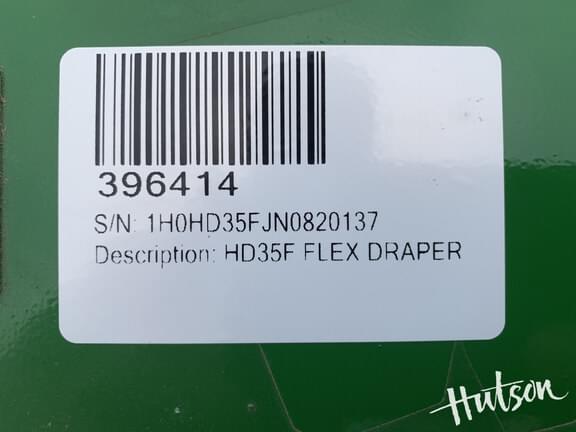 396414
S/N: 1H0HD35FJN0820137
Description: HD35F FLEX DRAPER
Hutson